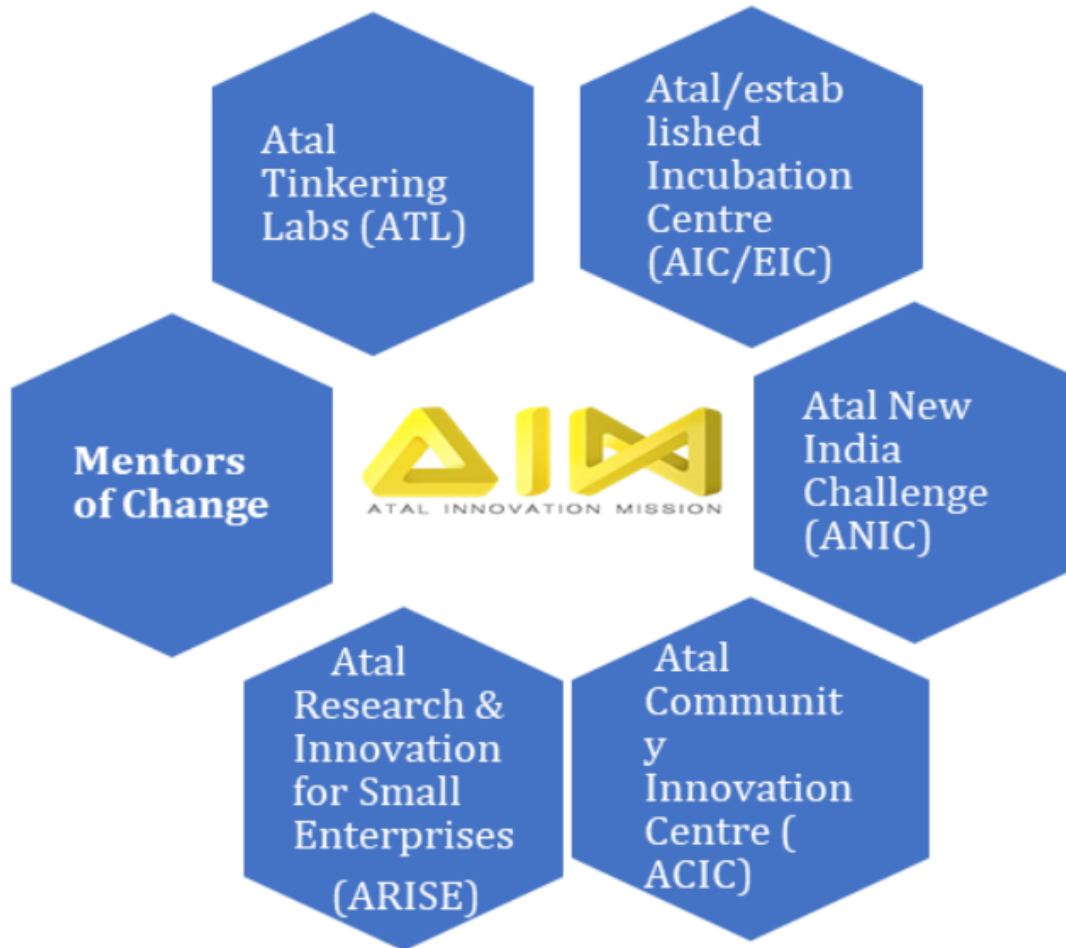 Atal
Tinkering
Labs (ATL)
Atal/estab
lished
Incubation
Centre
(AIC/EIC)
Mentors
of Change
AIM
ATAL INNOVATION MISSION
Atal New
India
Challenge
(ANIC)
Atal
Research &
Innovation
for Small
Enterprises
(ARISE)
Atal
Communit
y
Innovation
Centre (
ACIC)